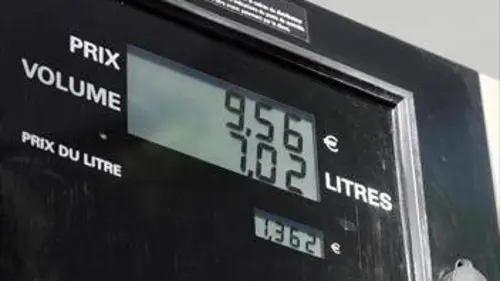 PRIX 9,56 €
VOLUME 7,02 LITRES
PRIX DU LITRE 1,362 €